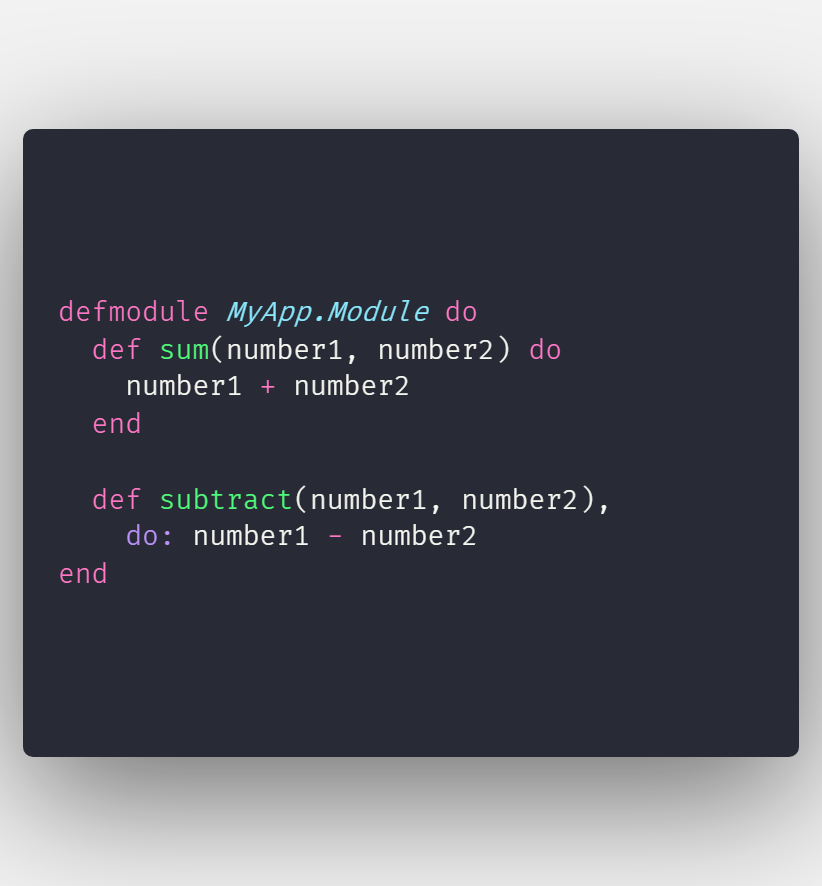 defmodule MyApp.Module do
  def sum(number1, number2) do
    number1 + number2
  end

  def subtract(number1, number2),
    do: number1 - number2
end